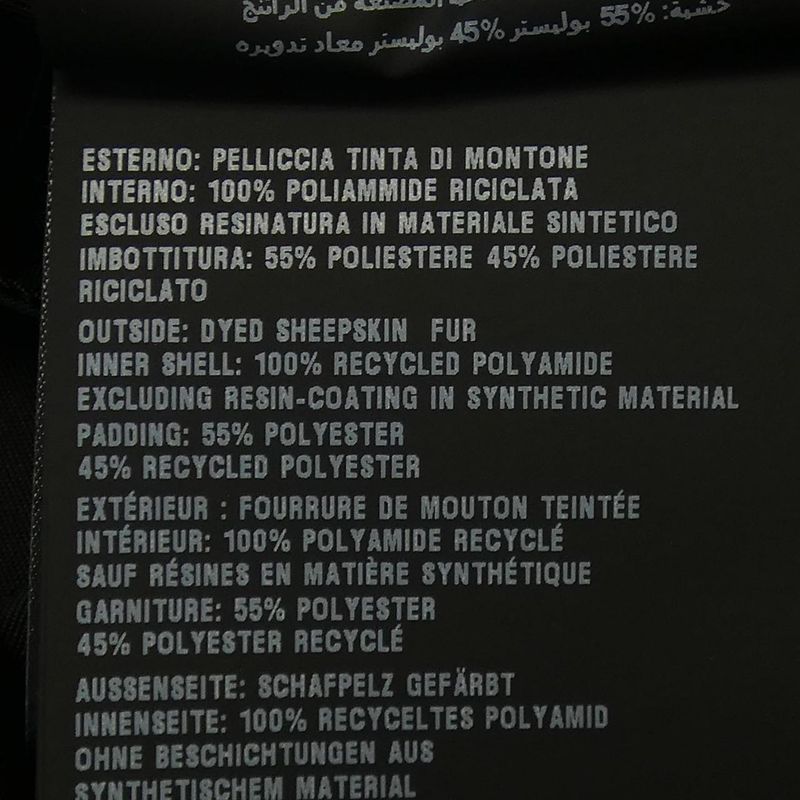 المصنعة من الراتنج
حشية: 55% بوليستر 45% بوليستر معاد تدويره
ESTERNO: PELLICCIA TINTA DI MONTONE
INTERNO: 100% POLIAMMIDE RICICLATA
ESCLUSO RESINATURA IN MATERIALE SINTETICO
IMBOTTITURA: 55% POLIESTERE 45% POLIESTERE
RICICLATO
OUTSIDE: DYED SHEEPSKIN FUR
INNER SHELL: 100% RECYCLED POLYAMIDE
EXCLUDING RESIN-COATING IN SYNTHETIC MATERIAL
PADDING: 55% POLYESTER
45% RECYCLED POLYESTER
EXTÉRIEUR : FOURRURE DE MOUTON TEINTÉE
INTÉRIEUR: 100% POLYAMIDE RECYCLÉ
SAUF RÉSINES EN MATIÈRE SYNTHÉTIQUE
GARNITURE: 55% POLYESTER
45% POLYESTER RECYCLÉ
AUSSENSEITE: SCHAFPELZ GEFÄRBT
INNENSEITE: 100% RECYCELTES POLYAMID
OHNE BESCHICHTUNGEN AUS
SYNTHETISCHEM MATERIAL